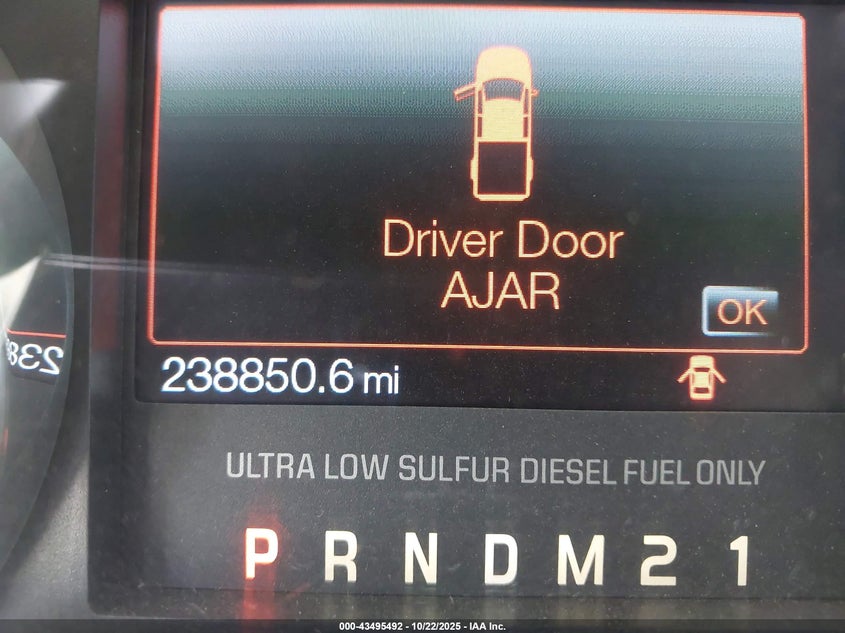 Driver Door
AJAR
OK
238850.6 mi
ULTRA LOW SULFUR DIESEL FUEL ONLY
P R N D M 2 1
000-43495492 - 10/22/2025 - IAA Inc.